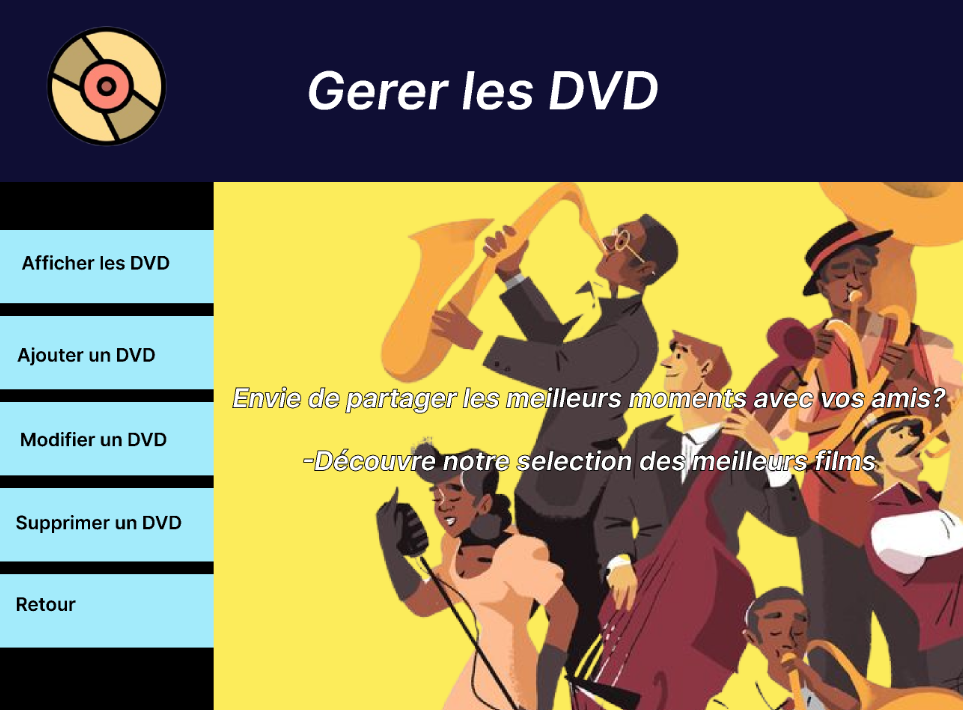 Gerer les DVD
Afficher les DVD
Ajouter un DVD
Modifier un DVD
Supprimer un DVD
Retour
Envie de partager les meilleurs moments avec vos amis?
-Découvre notre selection des meilleurs films